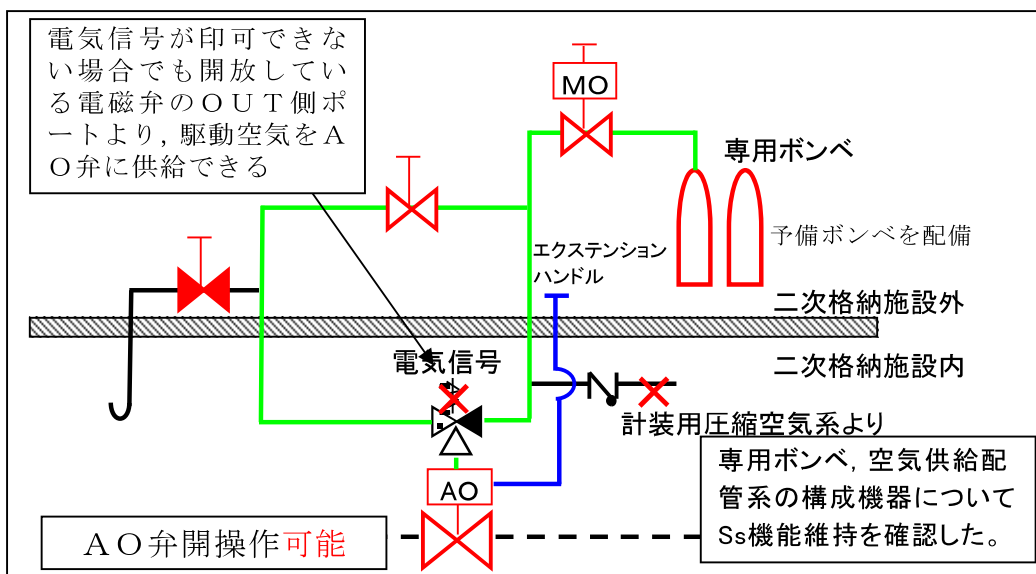 電気信号が印可できな
い場合でも開放してい
る電磁弁のＯＵＴ側ポ
ートより，駆動空気をＡ
Ｏ弁に供給できる
MO
専用ボンベ
予備ボンベを配備
エクステンション
ハンドル
二次格納施設外
二次格納施設内
電気信号
計装用圧縮空気系より
AO
専用ボンベ，空気供給配
管系の構成機器について
Ss機能維持を確認した。
ＡＯ弁開操作可能